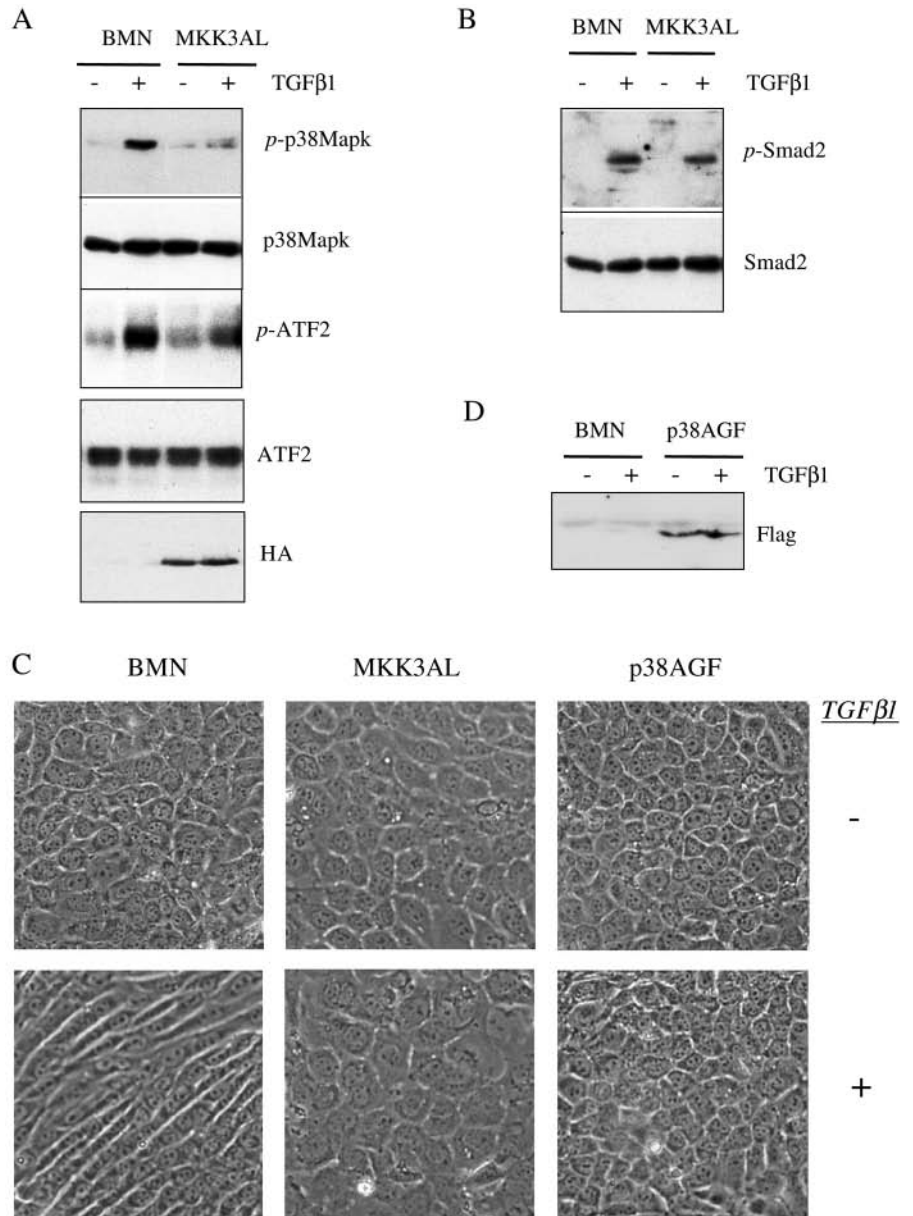 A
BMN MKK3AL
- + - + TGFβ1
p-p38Mapk
p38Mapk
p-ATF2
ATF2
HA
B
BMN MKK3AL
- + - + TGFβ1
p-Smad2
Smad2
D
BMN p38AGF
- + - + TGFβ1
Flag
C
BMN MKK3AL p38AGF
TGFβ1
-
+